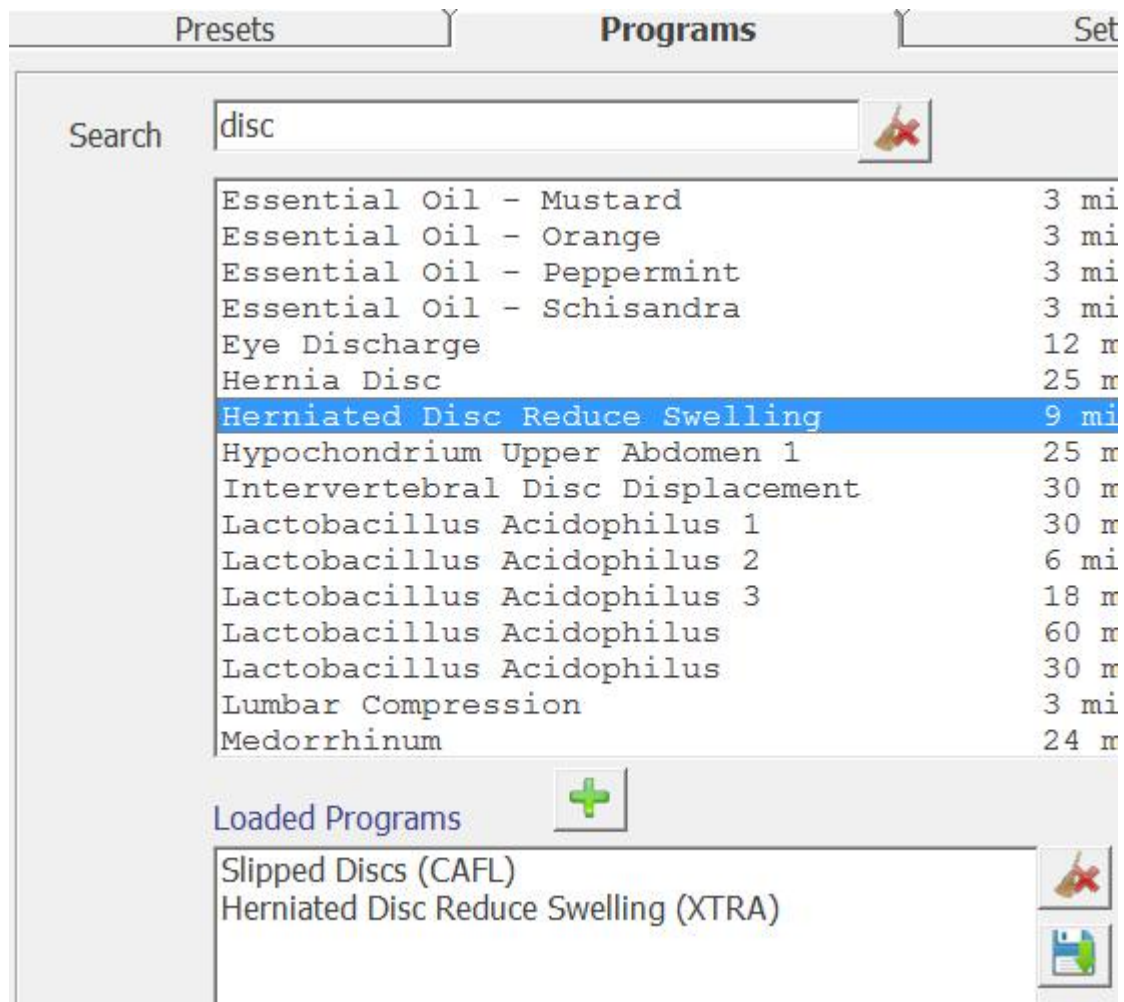 Presets Programs Set
Search disc
Essential Oil - Mustard 3 mi
Essential Oil - Orange 3 mi
Essential Oil - Peppermint 3 mi
Essential Oil - Schisandra 3 mi
Eye Discharge 12 m
Hernia Disc 25 m
Herniated Disc Reduce Swelling 9 mi
Hypochondrium Upper Abdomen 1 25 m
Intervertebral Disc Displacement 30 m
Lactobacillus Acidophilus 1 30 m
Lactobacillus Acidophilus 2 6 mi
Lactobacillus Acidophilus 3 18 m
Lactobacillus Acidophilus 60 m
Lactobacillus Acidophilus 30 m
Lumbar Compression 3 mi
Medorrhinum 24 m
Loaded Programs
Slipped Discs (CAFL)
Herniated Disc Reduce Swelling (XTRA)